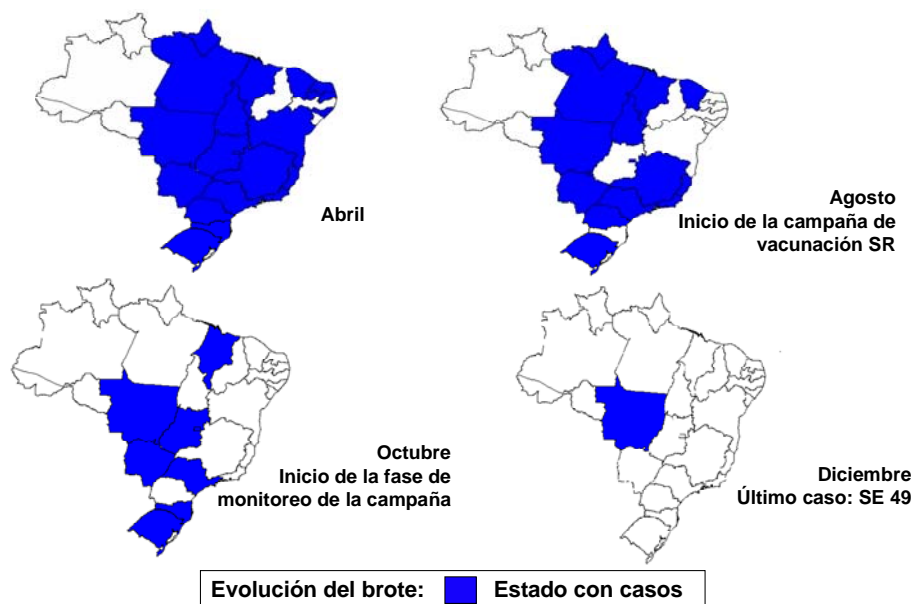 Abril
Agosto
Inicio de la campaña de
vacunación SR
Octubre
Inicio de la fase de
monitoreo de la campaña
Diciembre
Último caso: SE 49
Evolución del brote: Estado con casos